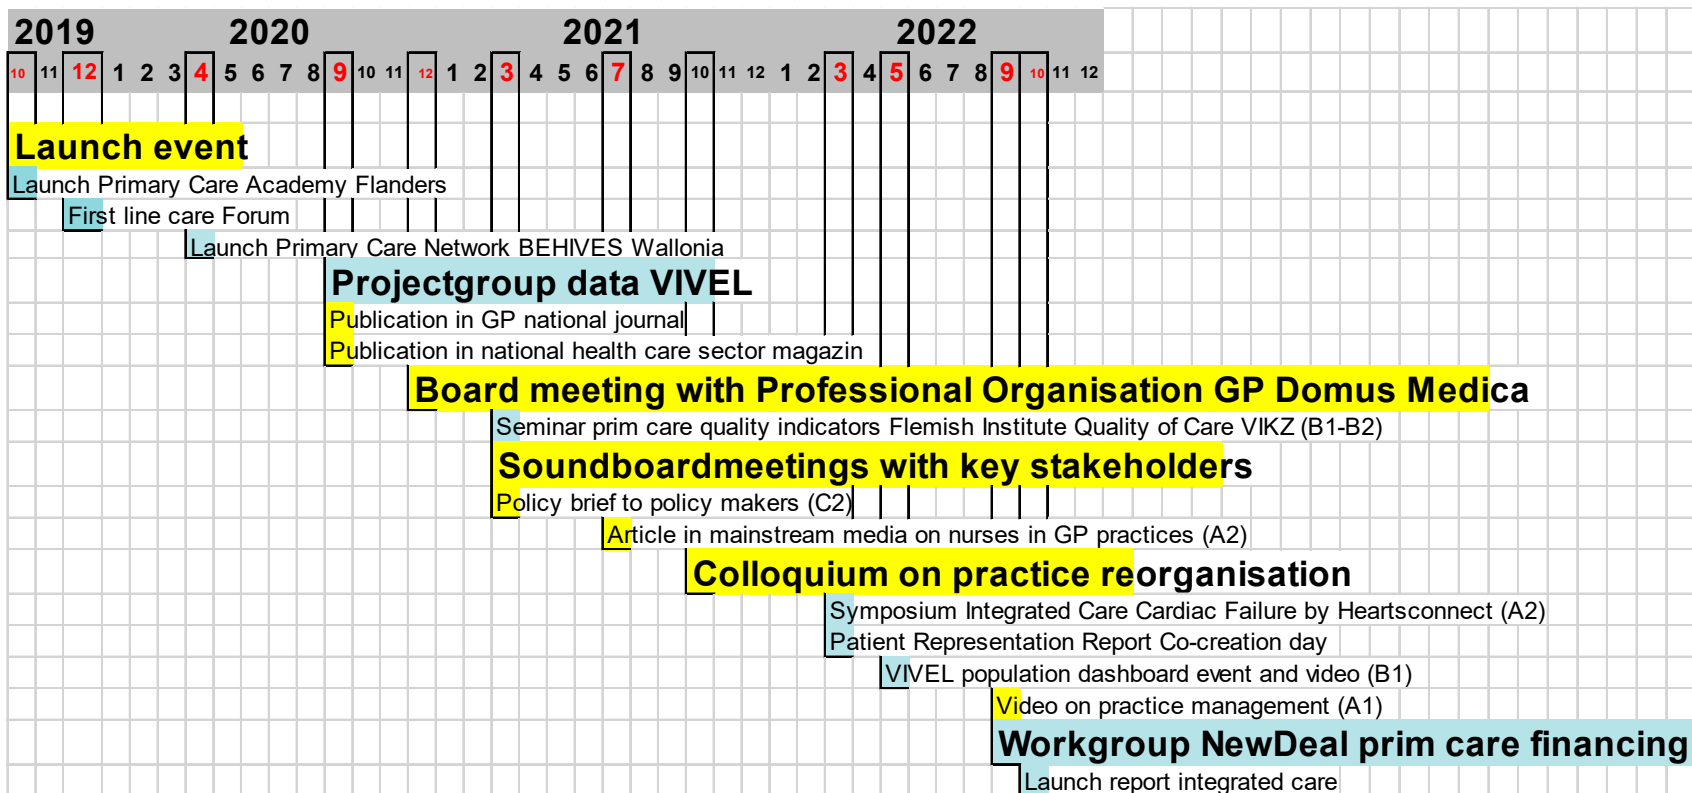 2019 2020 2021 2022
10 11 12 1 2 3 4 5 6 7 8 9 10 11 12 1 2 3 4 5 6 7 8 9 10 11 12 1 2 3 4 5 6 7 8 9 10 11 12
Launch event
Launch Primary Care Academy Flanders
First line care Forum
Launch Primary Care Network BEHIVES Wallonia
Projectgroup data VIVEL
Publication in GP national journal
Publication in national health care sector magazin
Board meeting with Professional Organisation GP Domus Medica
Seminar prim care quality indicators Flemish Institute Quality of Care VIKZ (B1-B2)
Soundboardmeetings with key stakeholders
Policy brief to policy makers (C2)
Article in mainstream media on nurses in GP practices (A2)
Colloquium on practice reorganisation
Symposium Integrated Care Cardiac Failure by Heartsconnect (A2)
Patient Representation Report Co-creation day
VIVEL population dashboard event and video (B1)
Video on practice management (A1)
Workgroup NewDeal prim care financing
Launch report integrated care